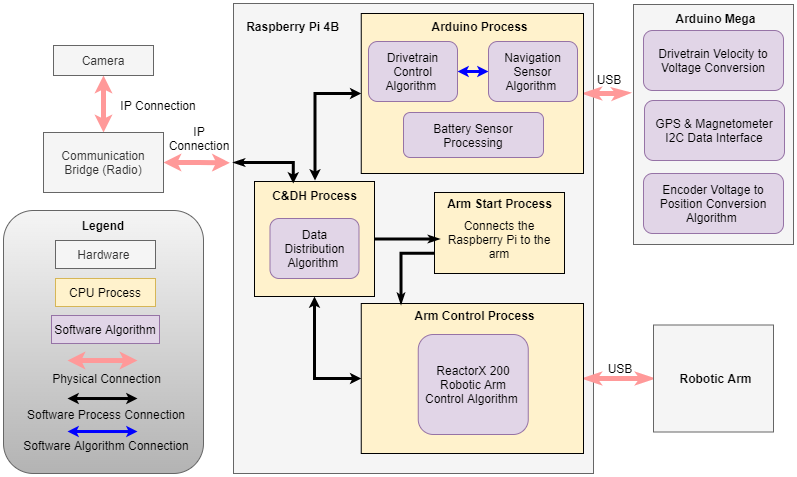 Raspberry Pi 4B
Arduino Process
Drivetrain
Control
Algorithm
Navigation
Sensor
Algorithm
Battery Sensor
Processing
USB
Arduino Mega
Drivetrain Velocity to
Voltage Conversion
GPS & Magnetometer
I2C Data Interface
Encoder Voltage to
Position Conversion
Algorithm
Camera
IP Connection
Communication
Bridge (Radio)
IP
Connection
C&DH Process
Data
Distribution
Algorithm
Arm Start Process
Connects the
Raspberry Pi to the
arm
Arm Control Process
ReactorX 200
Robotic Arm
Control Algorithm
USB
Robotic Arm
Legend
Hardware
CPU Process
Software Algorithm
Physical Connection
Software Process Connection
Software Algorithm Connection